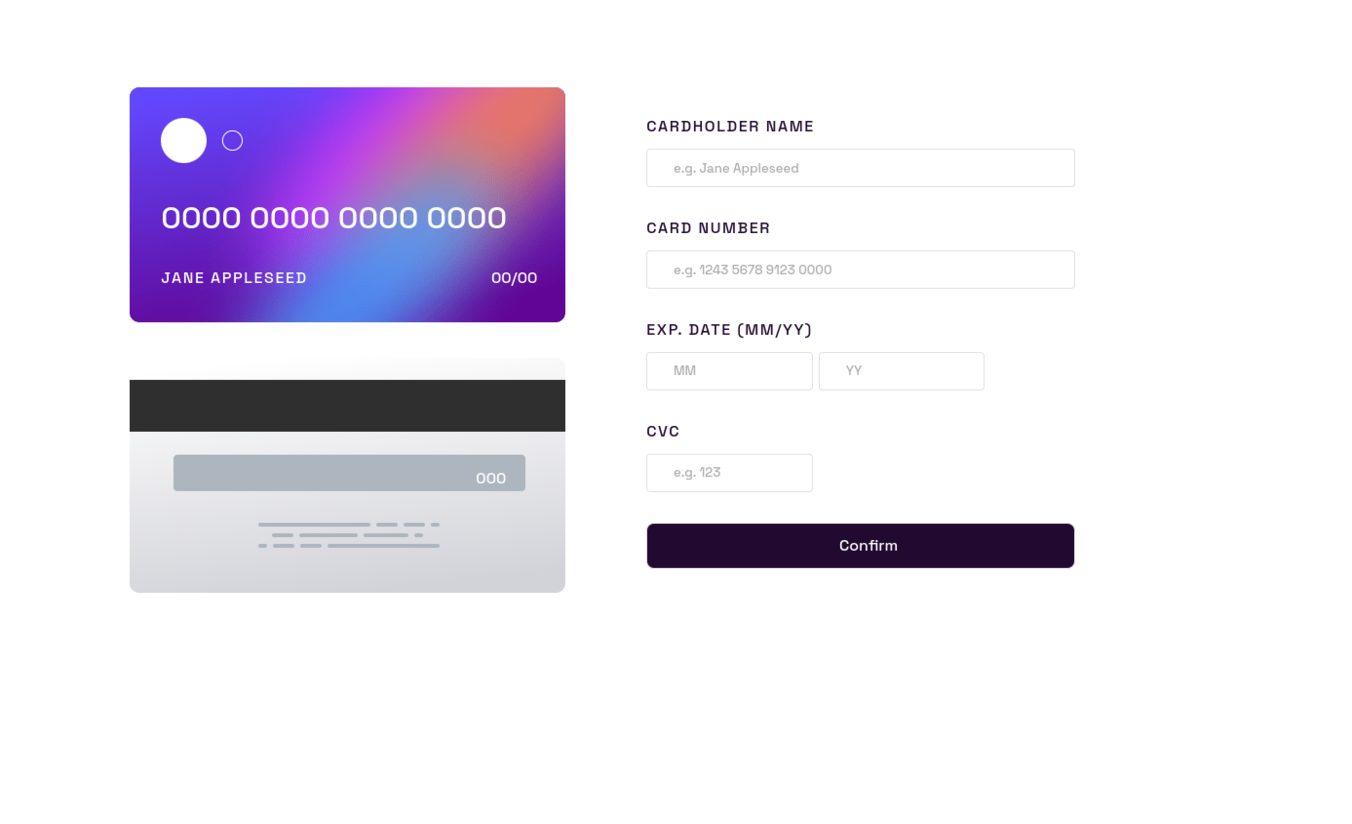 0000 0000 0000 0000
JANE APPLESEED 00/00
000
CARDHOLDER NAME
e.g. Jane Appleseed
CARD NUMBER
e.g. 1243 5678 9123 0000
EXP. DATE (MM/YY)
MM YY
CVC
e.g. 123
Confirm